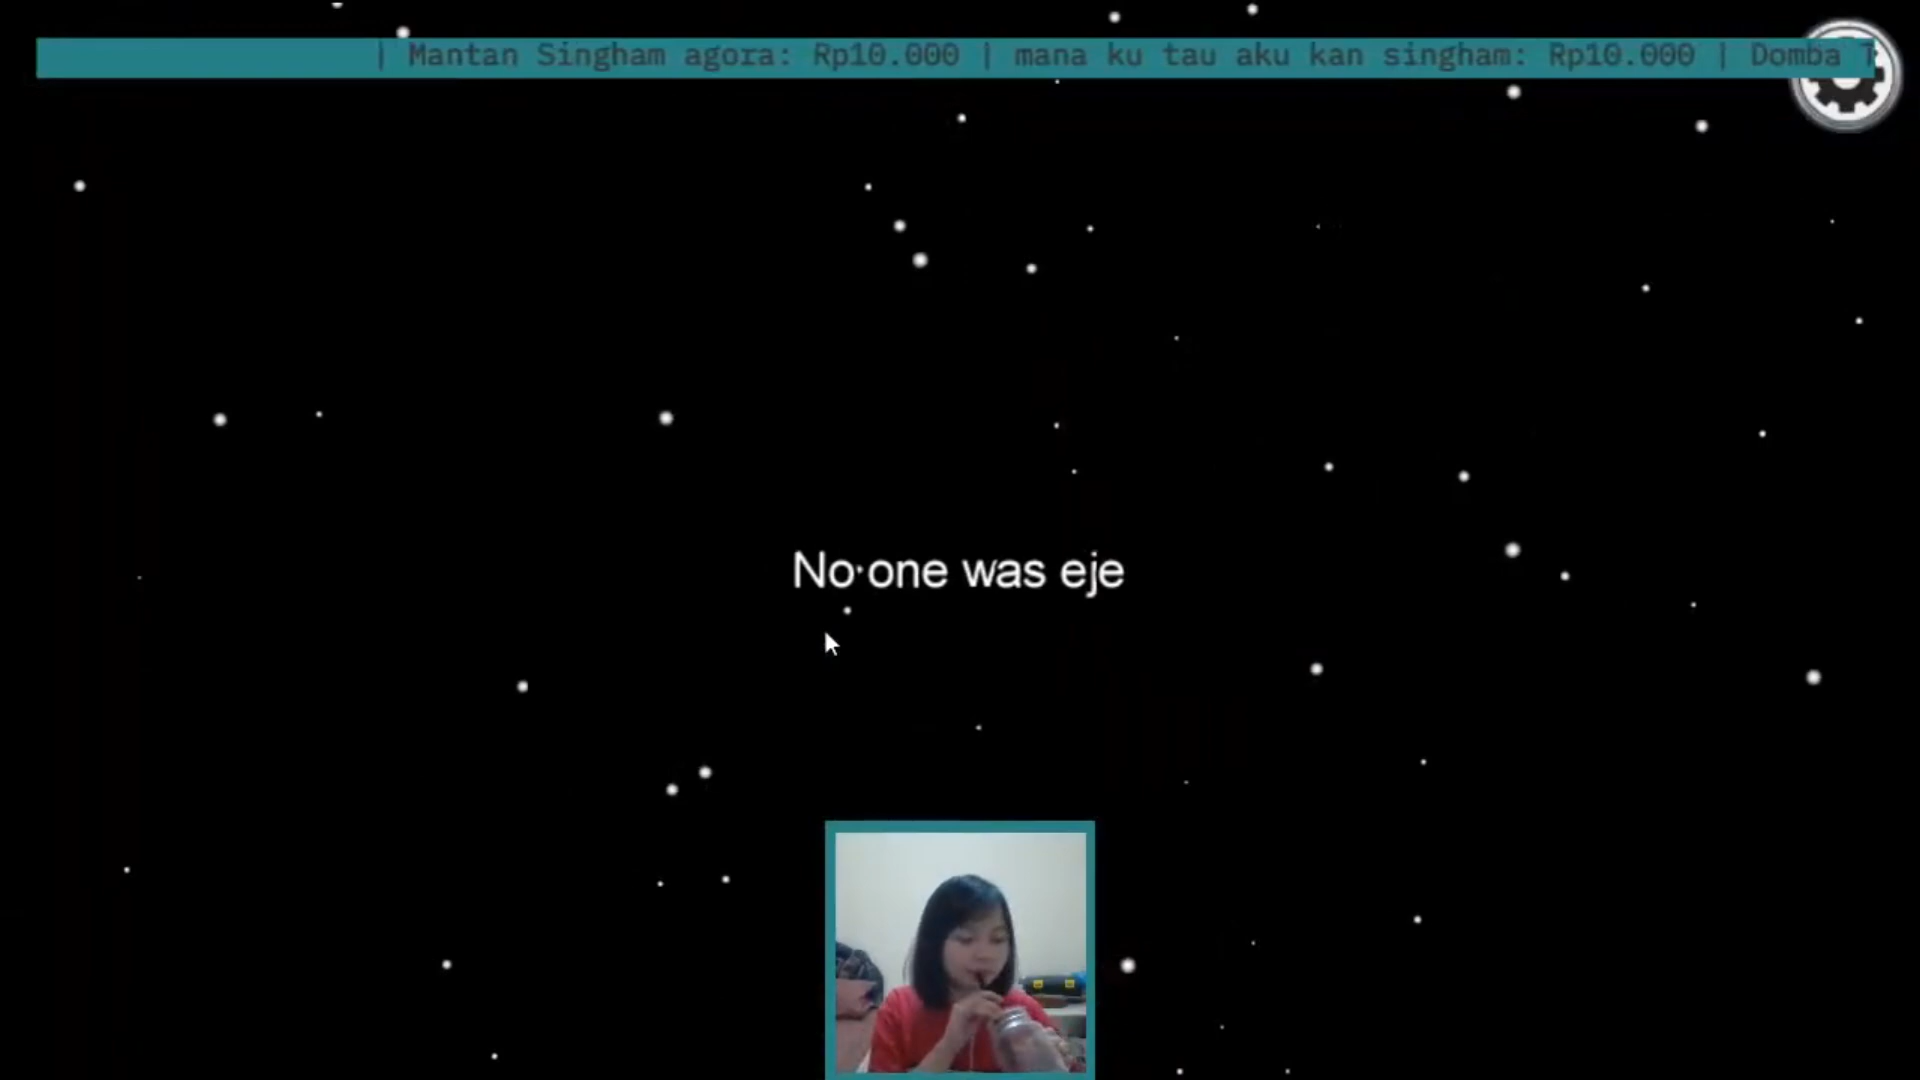 | Mantan Singham agora: Rp10.000 | mana ku tau aku kan singham: Rp10.000 | Domba
No one was eje